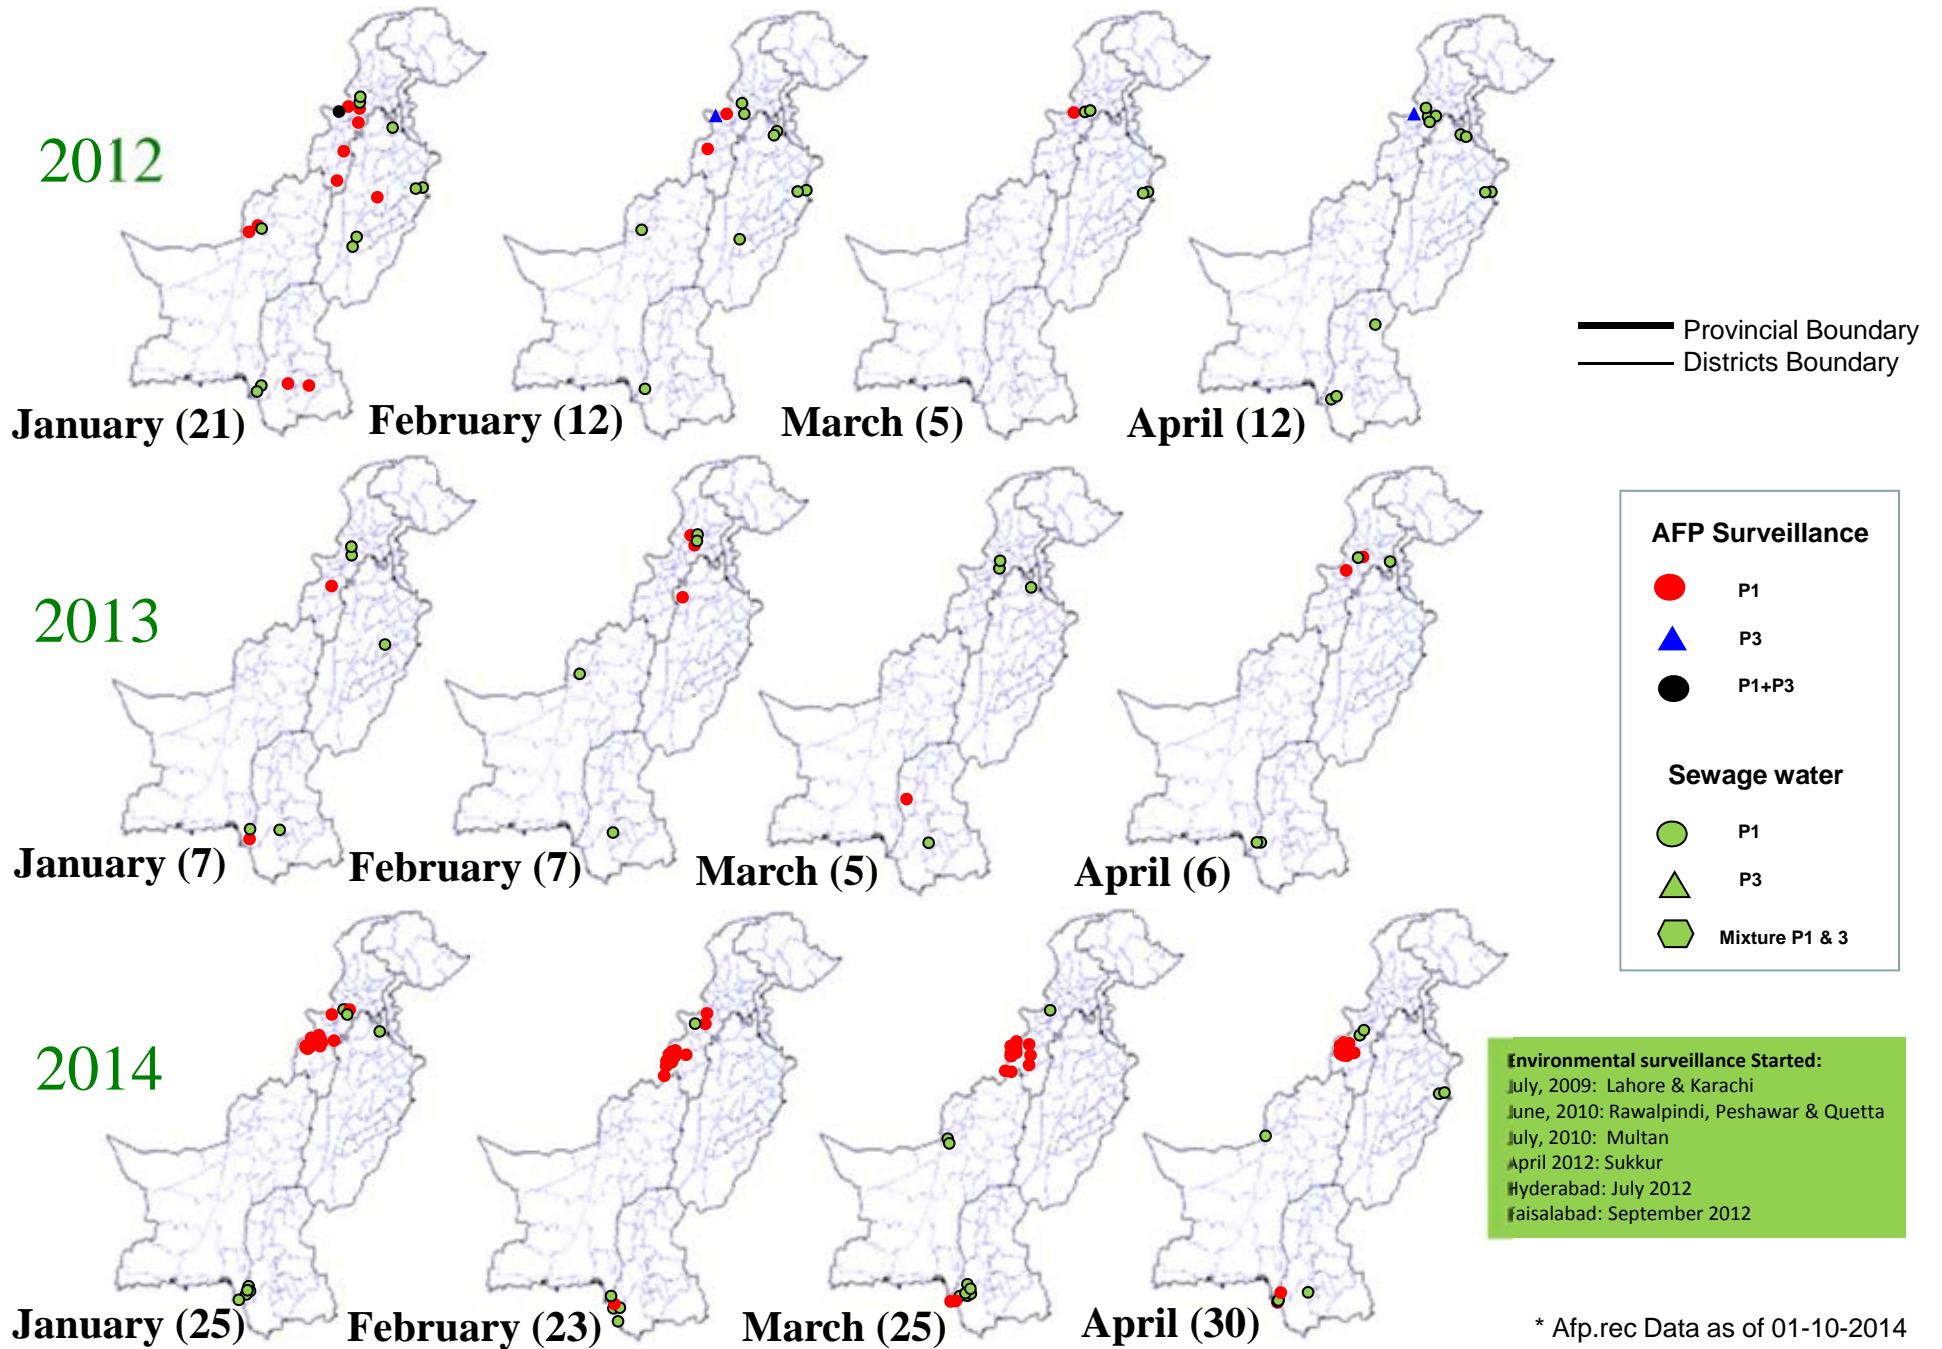 2012
January (21)
February (12)
March (5)
April (12)
Provincial Boundary
Districts Boundary
2013
January (7)
February (7)
March (5)
April (6)
AFP Surveillance
P1
P3
P1+P3
Sewage water
P1
P3
Mixture P1 & 3
2014
January (25)
February (23)
March (25)
April (30)
Environmental surveillance Started:
July, 2009: Lahore & Karachi
June, 2010: Rawalpindi, Peshawar & Quetta
July, 2010: Multan
April 2012: Sukkur
Hyderabad: July 2012
Faisalabad: September 2012
* Afp.rec Data as of 01-10-2014